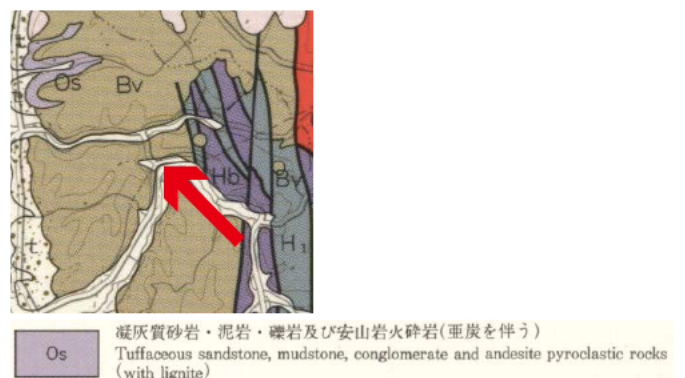 Os Bv
Hb Bv
t H₁
Os
凝灰質砂岩・泥岩・礫岩及び安山岩火砕岩(亜炭を伴う)
Tuffaceous sandstone, mudstone, conglomerate and andesite pyroclastic rocks
(with lignite)